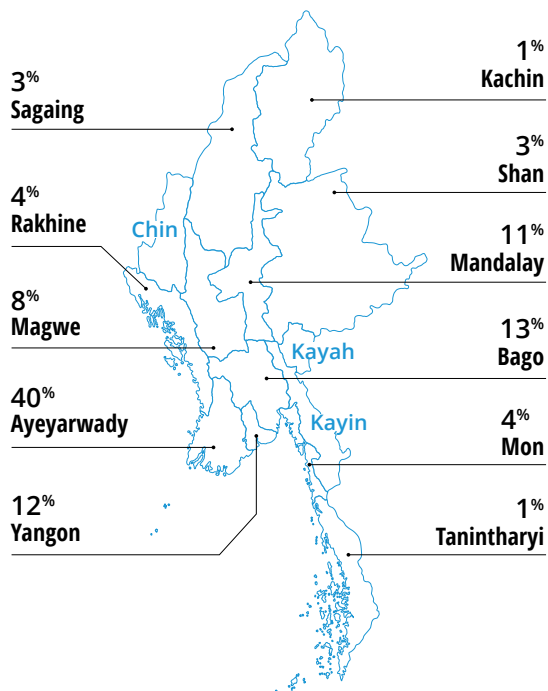 3%
Sagaing
4%
Rakhine
8%
Magwe
40%
Ayeyarwady
12%
Yangon
Chin
Kayah
Kayin
1%
Kachin
3%
Shan
11%
Mandalay
13%
Bago
4%
Mon
1%
Tanintharyi